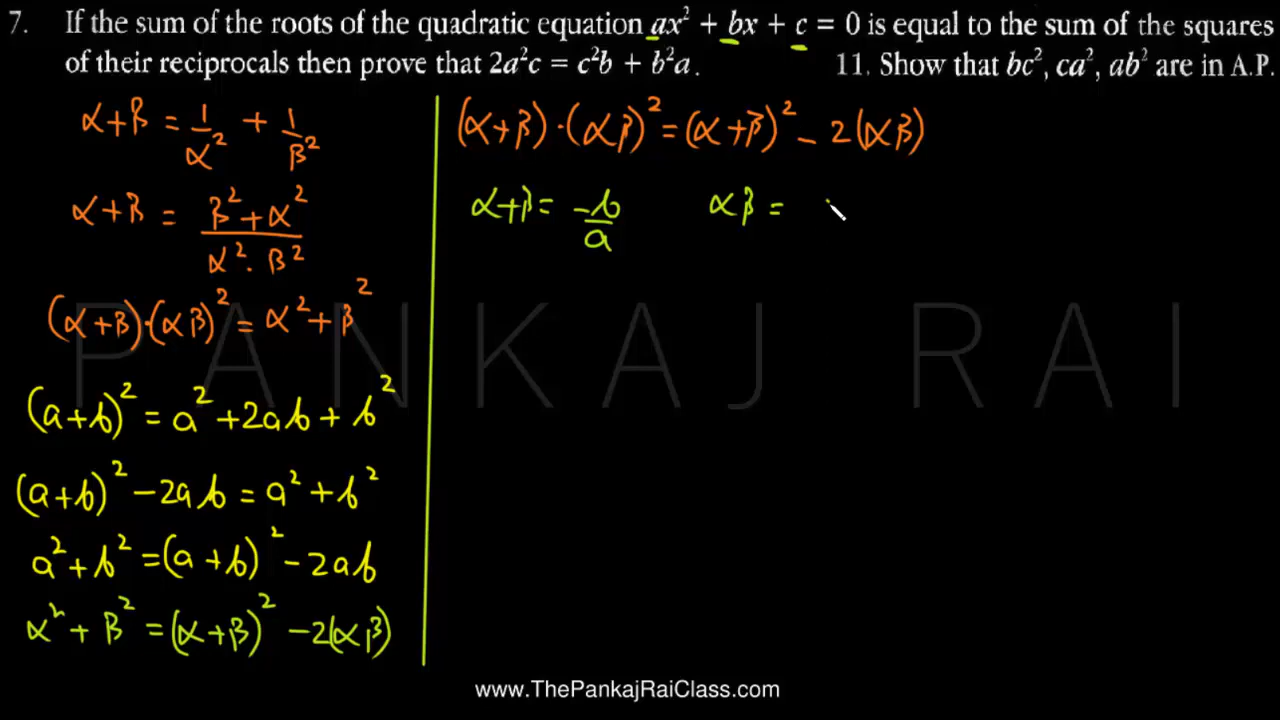 7. If the sum of the roots of the quadratic equation ax² + bx + c = 0 is equal to the sum of the squares
of their reciprocals then prove that 2a²c = c²b + b²a. 11. Show that bc², ca², ab² are in A.P.
α+β = 1/α² + 1/β²
α+β = (β²+α²)/(α²·β²)
(α+β)·(αβ)² = α²+β²
(a+b)² = a²+2ab+b²
(a+b)² −2ab = a²+b²
a²+b² = (a+b)² − 2ab
α²+β² = (α+β)² −2(αβ)
(α+β)·(αβ)² = (α+β)² − 2(αβ)
α+β = −b/a αβ =
PANKAJ RAI
www.ThePankajRaiClass.com